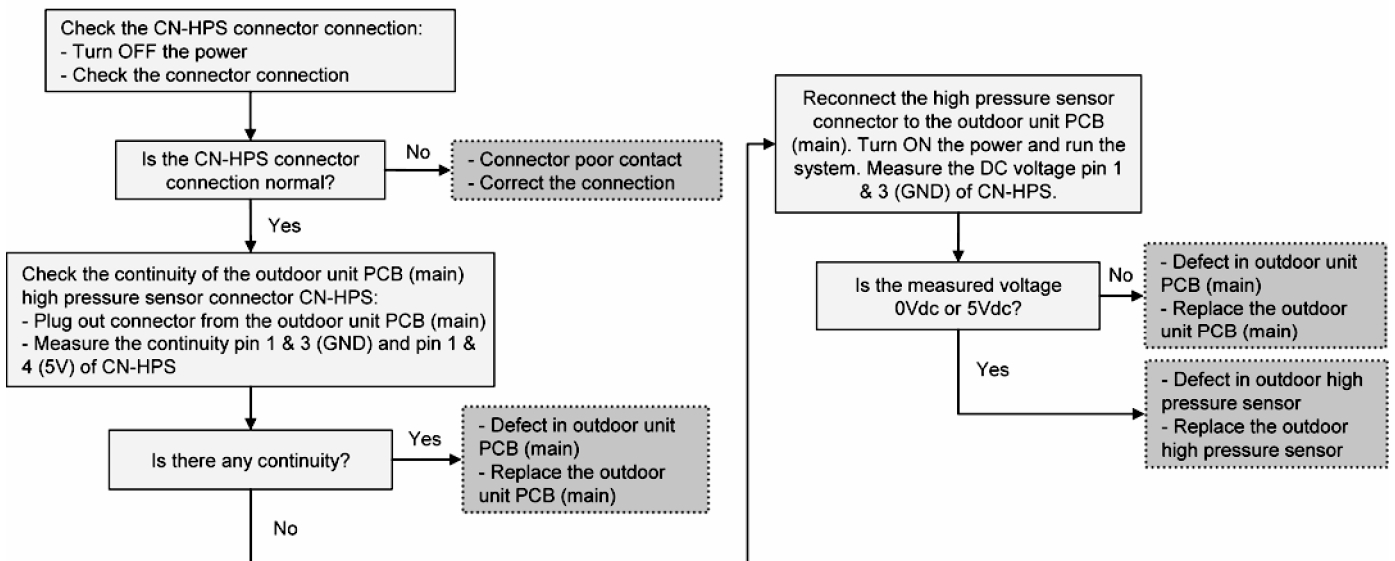 Check the CN-HPS connector connection:
- Turn OFF the power
- Check the connector connection
Is the CN-HPS connector
connection normal?
No
- Connector poor contact
- Correct the connection
Yes
Check the continuity of the outdoor unit PCB (main)
high pressure sensor connector CN-HPS:
- Plug out connector from the outdoor unit PCB (main)
- Measure the continuity pin 1 & 3 (GND) and pin 1 &
4 (5V) of CN-HPS
Is there any continuity?
Yes
- Defect in outdoor unit
PCB (main)
- Replace the outdoor
unit PCB (main)
No
Reconnect the high pressure sensor
connector to the outdoor unit PCB
(main). Turn ON the power and run the
system. Measure the DC voltage pin 1
& 3 (GND) of CN-HPS.
Is the measured voltage
0Vdc or 5Vdc?
No
- Defect in outdoor unit
PCB (main)
- Replace the outdoor
unit PCB (main)
Yes
- Defect in outdoor high
pressure sensor
- Replace the outdoor
high pressure sensor